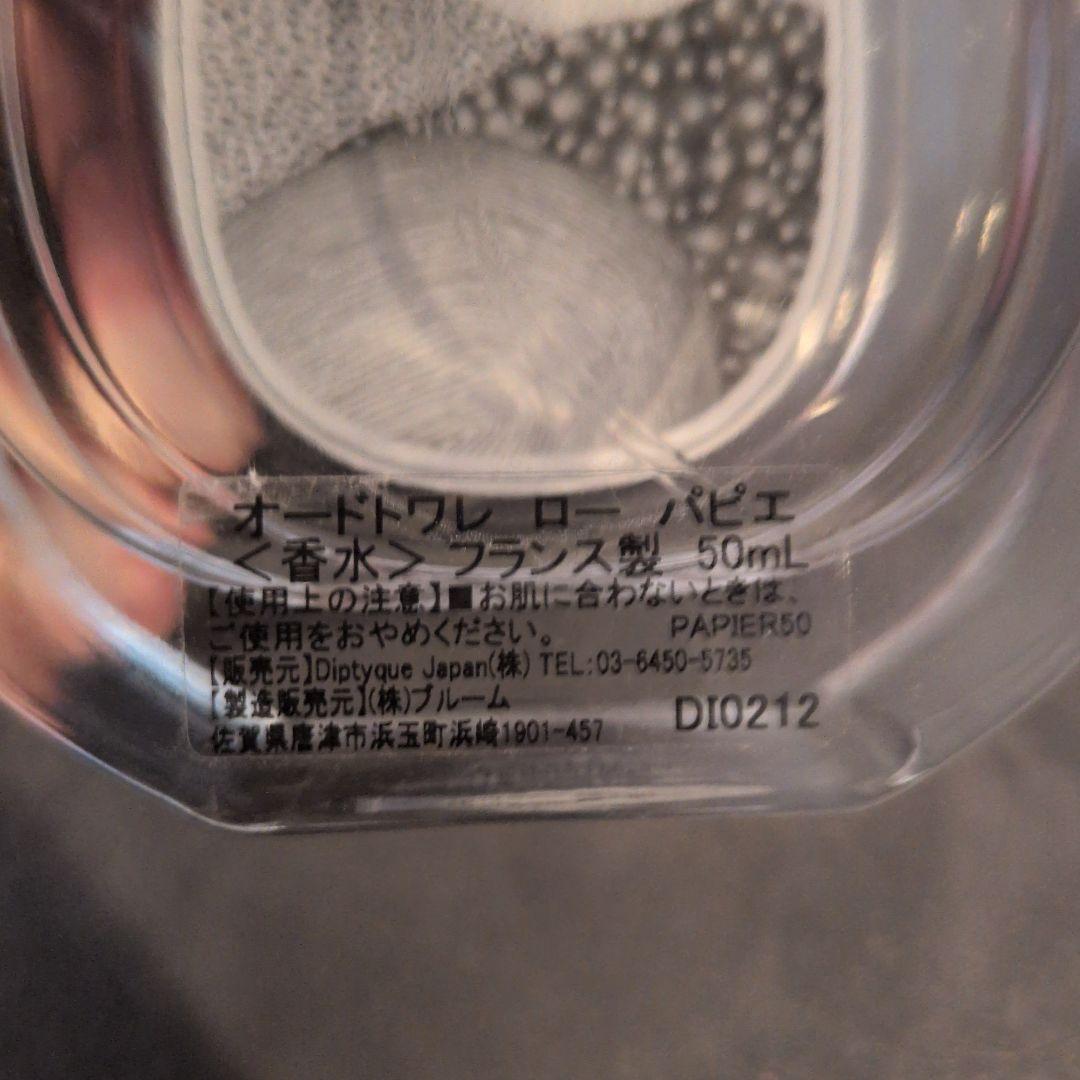 オードトワレ ロー パピエ
＜香水＞ フランス製 50mL
【使用上の注意】■お肌に合わないときは、
ご使用をおやめください。 PAPIER50
【販売元】Diptyque Japan(株) TEL:03-6450-5735
【製造販売元】(株)ブルーム
佐賀県唐津市浜玉町浜崎1901-457 DI0212